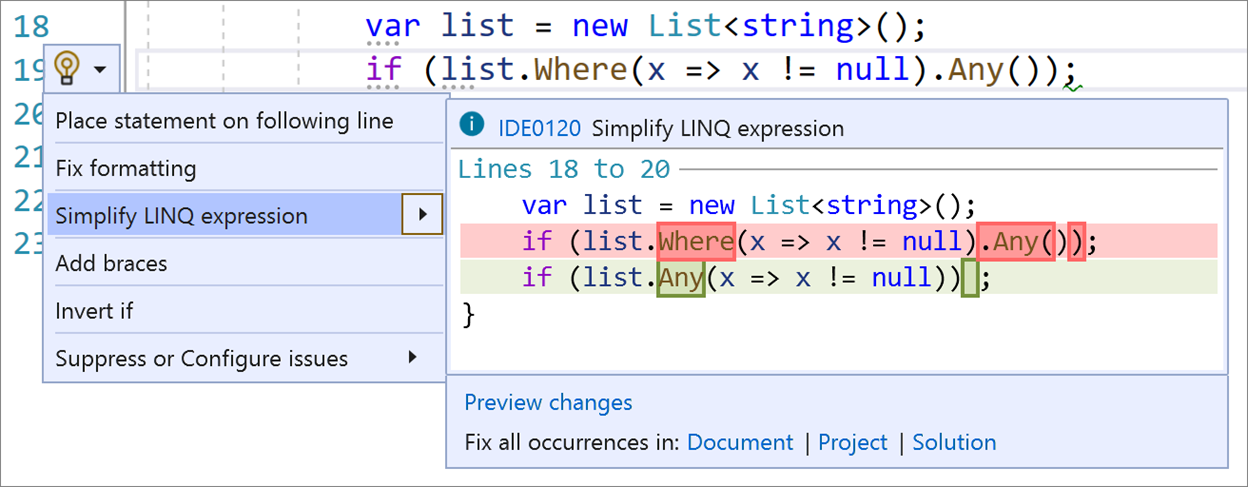 18 var list = new List<string>();
19 if (list.Where(x => x != null).Any());
20
21
22
23
Place statement on following line
Fix formatting
Simplify LINQ expression
Add braces
Invert if
Suppress or Configure issues
IDE0120 Simplify LINQ expression
Lines 18 to 20
var list = new List<string>();
if (list.Where(x => x != null).Any());
if (list.Any(x => x != null)) ;
}
Preview changes
Fix all occurrences in: Document | Project | Solution